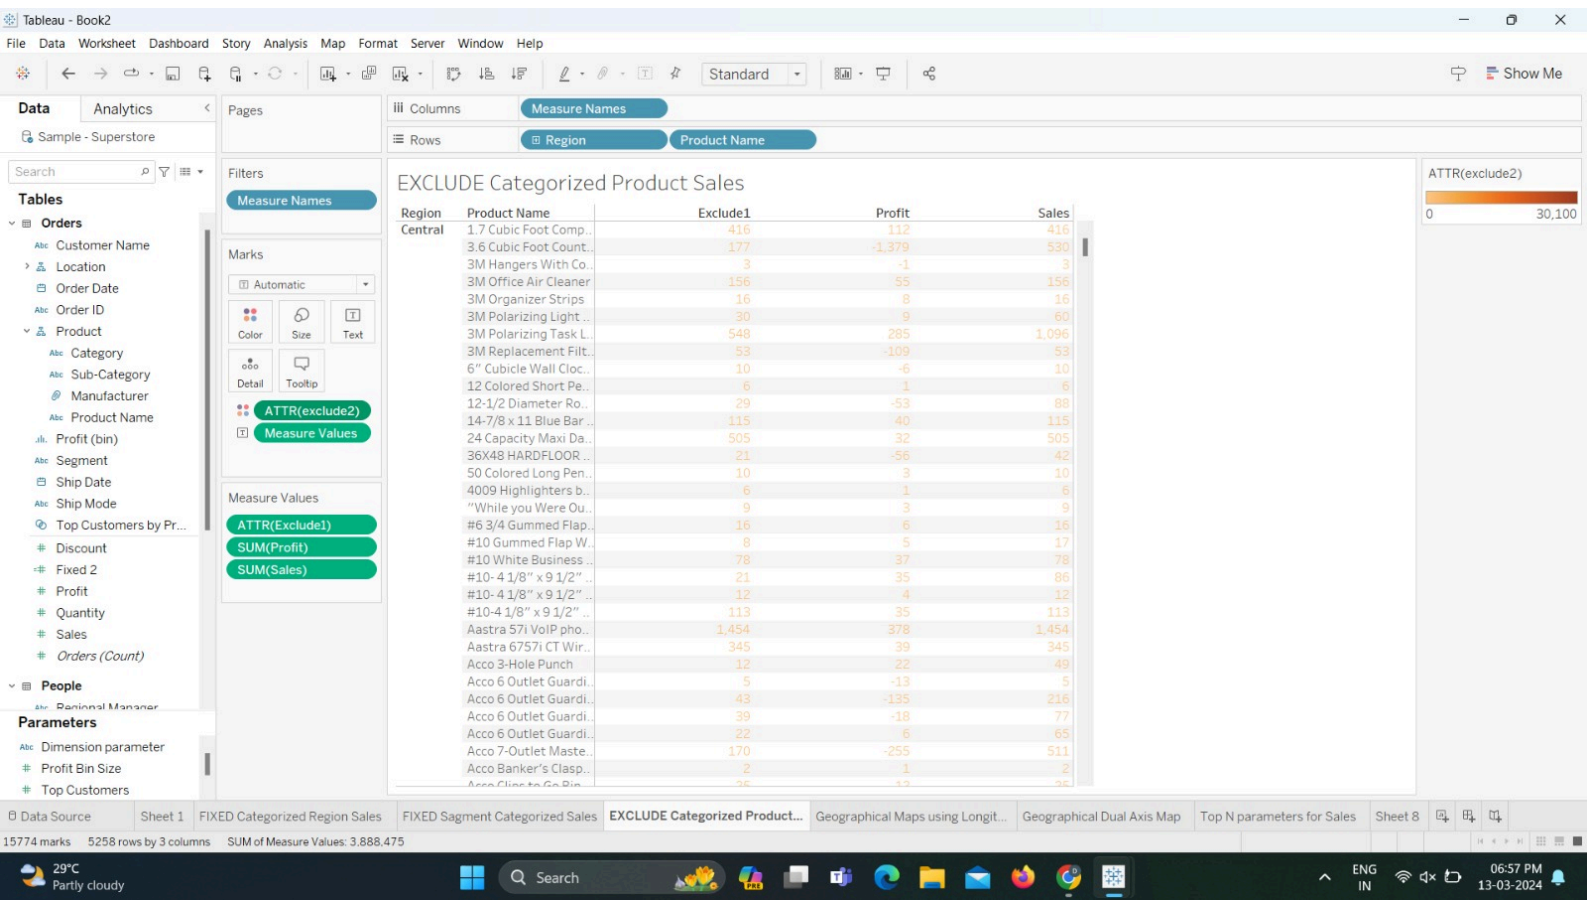 Tableau - Book2
File Data Worksheet Dashboard Story Analysis Map Format Server Window Help
Standard
Show Me
Data Analytics
Sample - Superstore
Search
Tables
Orders
Abc Customer Name
Location
Order Date
Abc Order ID
Product
Abc Category
Abc Sub-Category
Manufacturer
Abc Product Name
Profit (bin)
Abc Segment
Ship Date
Abc Ship Mode
Top Customers by Pr...
# Discount
=# Fixed 2
# Profit
# Quantity
# Sales
# Orders (Count)
People
Abc Regional Manager
Parameters
Abc Dimension parameter
# Profit Bin Size
# Top Customers
Pages
Filters
Measure Names
Marks
Automatic
Color Size Text
Detail Tooltip
ATTR(exclude2)
Measure Values
Measure Values
ATTR(Exclude1)
SUM(Profit)
SUM(Sales)
Columns Measure Names
Rows Region Product Name
EXCLUDE Categorized Product Sales
Region Product Name Exclude1 Profit Sales
Central 1.7 Cubic Foot Comp.. 416 112 416
3.6 Cubic Foot Count.. 177 -1,379 530
3M Hangers With Co.. 3 -1 3
3M Office Air Cleaner 156 55 156
3M Organizer Strips 16 8 16
3M Polarizing Light .. 30 9 60
3M Polarizing Task L.. 548 285 1,096
3M Replacement Filt.. 53 -109 53
6" Cubicle Wall Cloc.. 10 -6 10
12 Colored Short Pe.. 6 1 6
12-1/2 Diameter Ro.. 29 -53 88
14-7/8 x 11 Blue Bar .. 115 40 115
24 Capacity Maxi Da.. 505 32 505
36X48 HARDFLOOR .. 21 -56 42
50 Colored Long Pen.. 10 3 10
4009 Highlighters b.. 6 1 6
"While you Were Ou.. 9 3 9
#6 3/4 Gummed Flap.. 16 6 16
#10 Gummed Flap W.. 8 5 17
#10 White Business .. 78 37 78
#10- 4 1/8" x 9 1/2" .. 21 35 86
#10- 4 1/8" x 9 1/2" .. 12 4 12
#10-4 1/8" x 9 1/2" .. 113 35 113
Aastra 57i VoIP pho.. 1,454 378 1,454
Aastra 6757i CT Wir.. 345 39 345
Acco 3-Hole Punch 12 22 49
Acco 6 Outlet Guardi.. 5 -13 5
Acco 6 Outlet Guardi.. 43 -135 216
Acco 6 Outlet Guardi.. 39 -18 77
Acco 6 Outlet Guardi.. 22 6 65
Acco 7-Outlet Maste.. 170 -255 511
Acco Banker's Clasp.. 2 1 2
Acco Clips to Go Bin..
ATTR(exclude2)
0 30,100
Data Source Sheet 1 FIXED Categorized Region Sales FIXED Sagment Categorized Sales EXCLUDE Categorized Product... Geographical Maps using Longit... Geographical Dual Axis Map Top N parameters for Sales Sheet 8
15774 marks 5258 rows by 3 columns SUM of Measure Values: 3,888,475
29°C
Partly cloudy
Search
PRE
ENG
IN
06:57 PM
13-03-2024